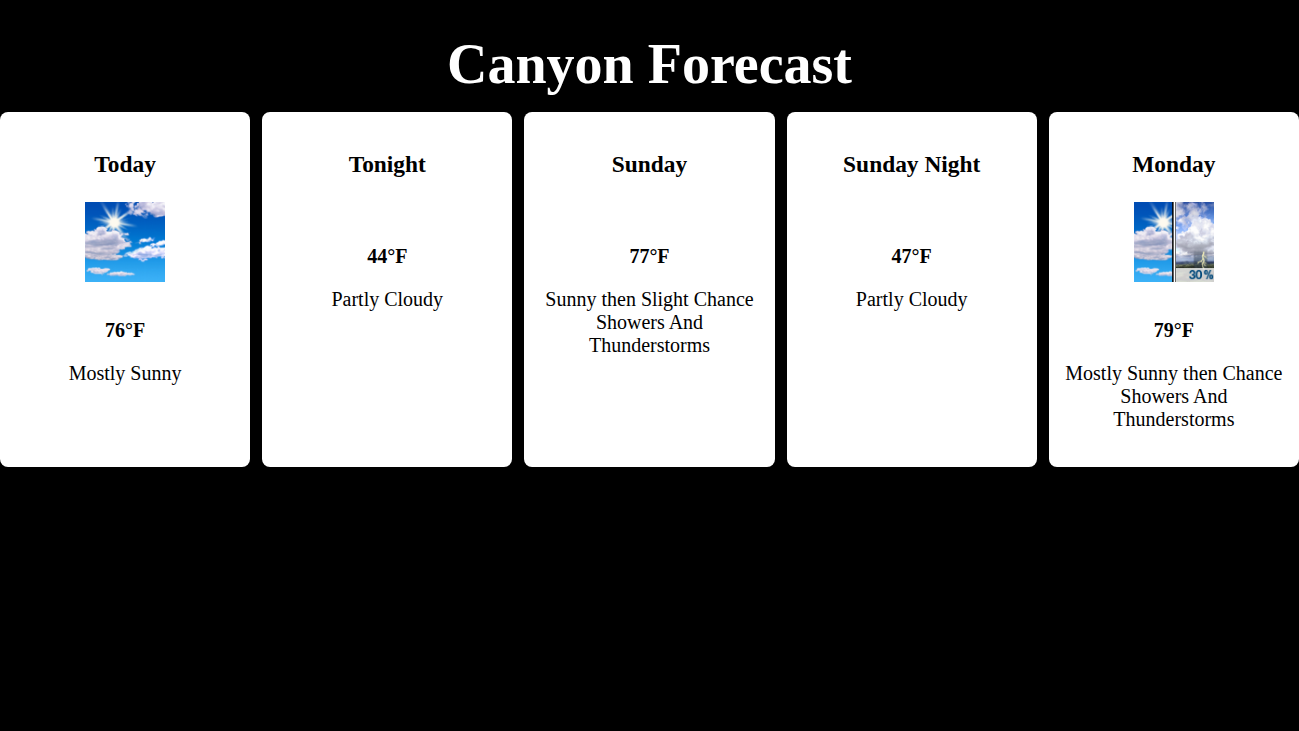 Canyon Forecast
Today
76°F
Mostly Sunny
Tonight
44°F
Partly Cloudy
Sunday
77°F
Sunny then Slight Chance
Showers And
Thunderstorms
Sunday Night
47°F
Partly Cloudy
Monday
30%
79°F
Mostly Sunny then Chance
Showers And
Thunderstorms